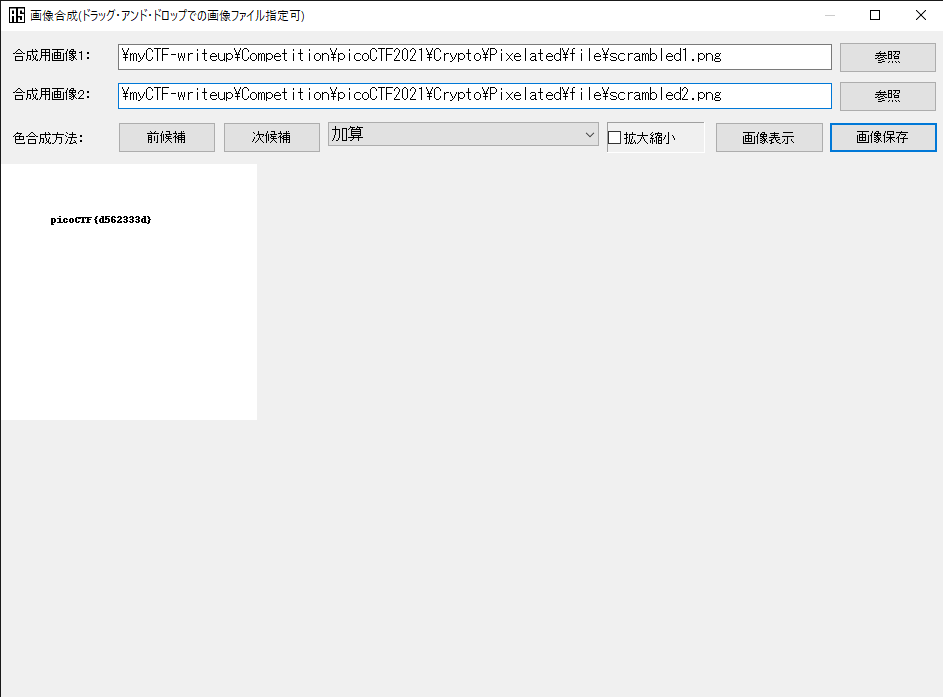 画像合成(ドラッグ・アンド・ドロップでの画像ファイル指定可)
合成用画像1: ¥myCTF-writeup¥Competition¥picoCTF2021¥Crypto¥Pixelated¥file¥scrambled1.png 参照
合成用画像2: ¥myCTF-writeup¥Competition¥picoCTF2021¥Crypto¥Pixelated¥file¥scrambled2.png 参照
色合成方法: 前候補 次候補 加算 拡大縮小 画像表示 画像保存
picoCTF{d562333d}